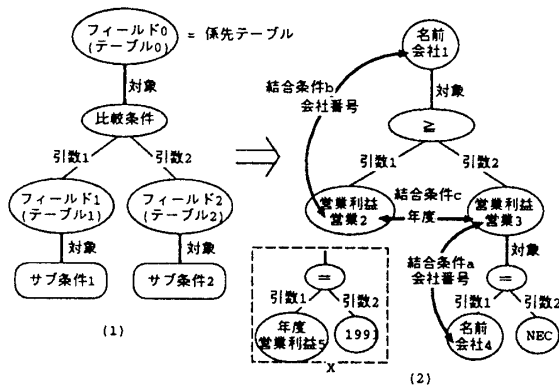 フィールド0
(テーブル0)
= 係先テーブル
対象
比較条件
引数1
引数2
フィールド1
(テーブル1)
フィールド2
(テーブル2)
対象
対象
サブ条件1
サブ条件2
(1)
名前
会社1
結合条件b
会社番号
対象
≧
引数1
引数2
営業利益
営業2
結合条件c
年度
営業利益
営業3
対象
結合条件a
会社番号
=
引数1
引数2
名前
会社4
NEC
=
引数1
引数2
年度
営業利益5
1991
X
(2)